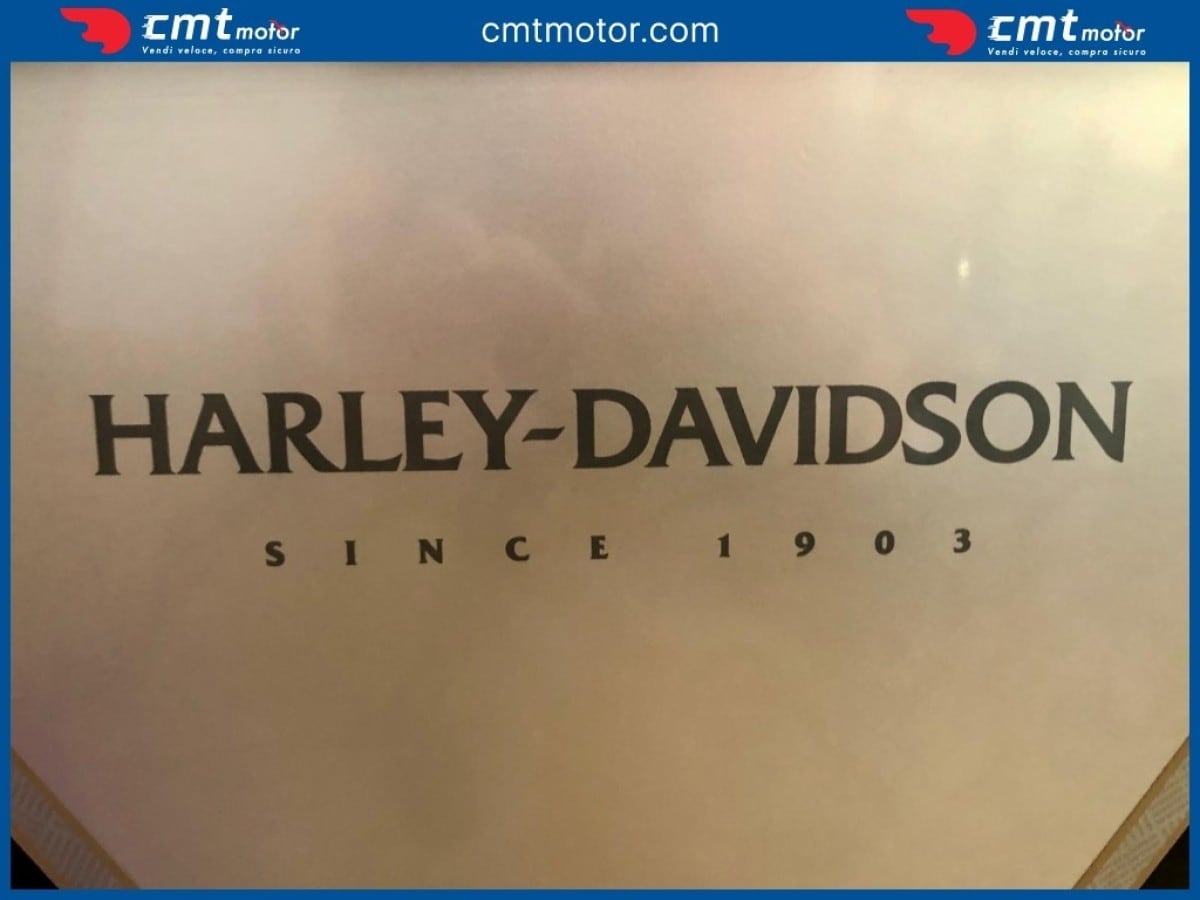 cmt motor
Vendi veloce, compra sicuro
cmtmotor.com
cmt motor
Vendi veloce, compra sicuro
HARLEY-DAVIDSON
SINCE 1903